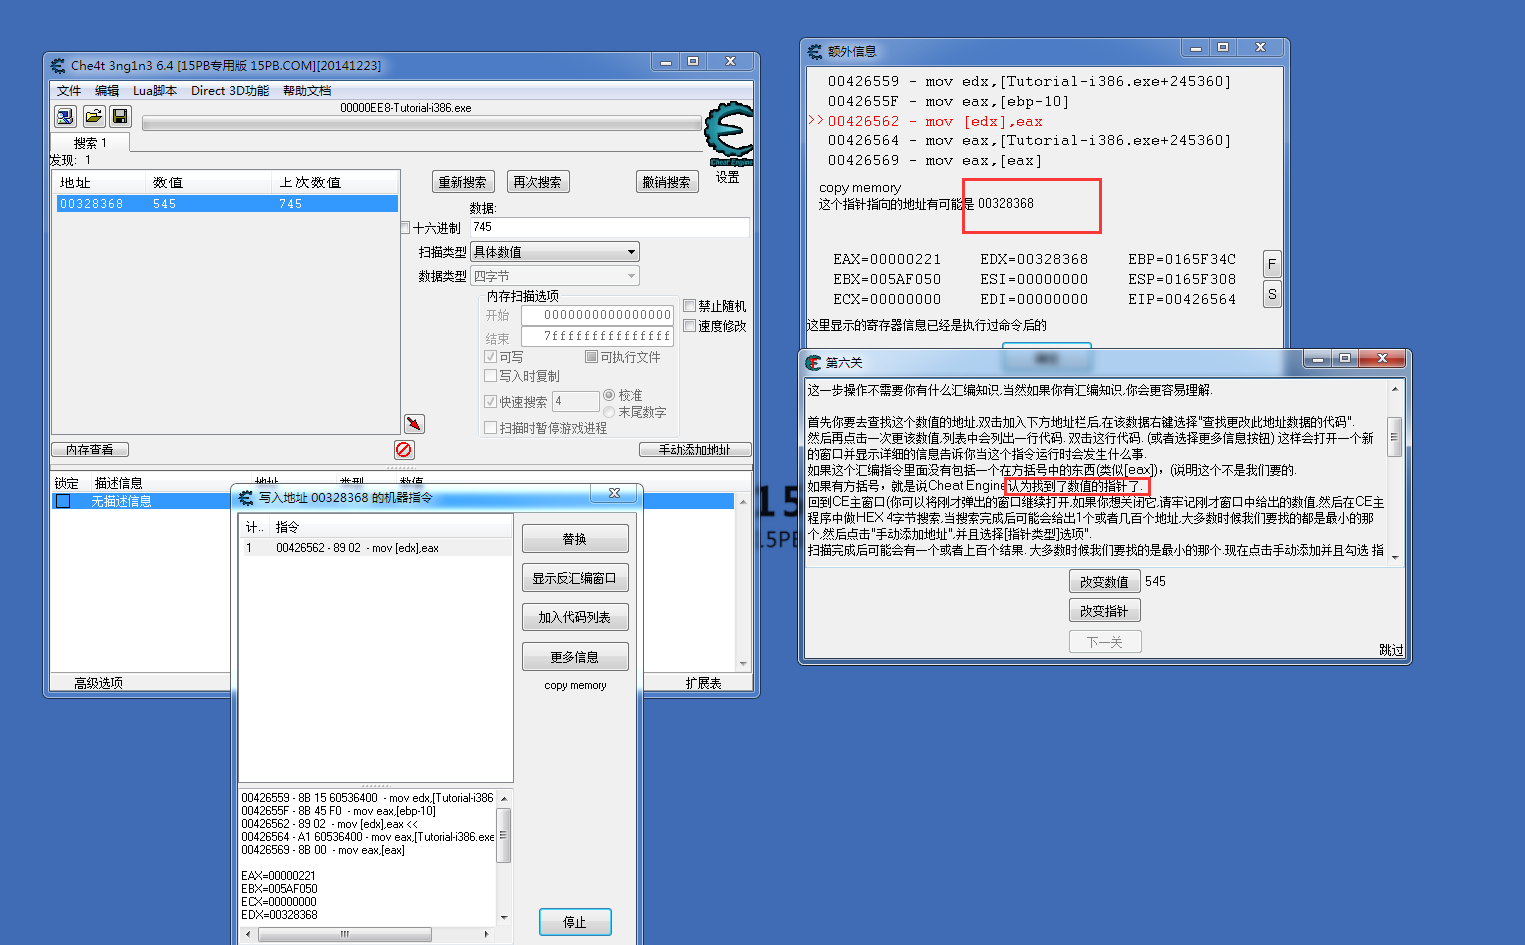 Che4t 3ng1n3 6.4 [15PB专用版 15PB.COM][20141223]
文件 编辑 Lua脚本 Direct 3D功能 帮助文档
00000EE8-Tutorial-i386.exe
Cheat Engine
设置
搜索 1
发现: 1
地址 数值 上次数值
00328368 545 745
重新搜索 再次搜索 撤销搜索
数据:
十六进制 745
扫描类型 具体数值
数据类型 四字节
内存扫描选项
开始 0000000000000000
结束 7fffffffffffffff
可写 可执行文件
写入时复制
快速搜索 4 校准
末尾数字
扫描时暂停游戏进程
禁止随机
速度修改
内存查看 手动添加地址
锁定 描述信息 地址 类型 数值
无描述信息
高级选项 扩展表
写入地址 00328368 的机器指令
计.. 指令
1 00426562 - 89 02 - mov [edx],eax
替换
显示反汇编窗口
加入代码列表
更多信息
copy memory
00426559 - 8B 15 60536400 - mov edx,[Tutorial-i386
0042655F - 8B 45 F0 - mov eax,[ebp-10]
00426562 - 89 02 - mov [edx],eax <<
00426564 - A1 60536400 - mov eax,[Tutorial-i386.exe
00426569 - 8B 00 - mov eax,[eax]
EAX=00000221
EBX=005AF050
ECX=00000000
EDX=00328368
停止
额外信息
00426559 - mov edx,[Tutorial-i386.exe+245360]
0042655F - mov eax,[ebp-10]
>>00426562 - mov [edx],eax
00426564 - mov eax,[Tutorial-i386.exe+245360]
00426569 - mov eax,[eax]
copy memory
这个指针指向的地址有可能是 00328368
EAX=00000221 EDX=00328368 EBP=0165F34C
EBX=005AF050 ESI=00000000 ESP=0165F308
ECX=00000000 EDI=00000000 EIP=00426564
F
S
这里显示的寄存器信息已经是执行过命令后的
第六关
这一步操作不需要你有什么汇编知识,当然如果你有汇编知识,你会更容易理解.
首先你要去查找这个数值的地址,双击加入下方地址栏后,在该数据右键选择"查找更改此地址数据的代码".
然后再点击一次更该数值,列表中会列出一行代码. 双击这行代码. (或者选择更多信息按钮) 这样会打开一个新
的窗口并显示详细的信息告诉你当这个指令运行时会发生什么事.
如果这个汇编指令里面没有包括一个在方括号中的东西(类似[eax])，(说明这个不是我们要的.
如果有方括号，就是说Cheat Engine认为找到了数值的指针了.
回到CE主窗口(你可以将刚才弹出的窗口继续打开,如果你想关闭它,请牢记刚才窗口中给出的数值,然后在CE主
程序中做HEX 4字节搜索,当搜索完成后可能会给出1个或者几百个地址.大多数时候我们要找的都是最小的那
个.然后点击"手动添加地址",并且选择[指针类型]选项".
扫描完成后可能会有一个或者上百个结果. 大多数时候我们要找的是最小的那个.现在点击手动添加并且勾选 指
改变数值 545
改变指针
下一关
跳过